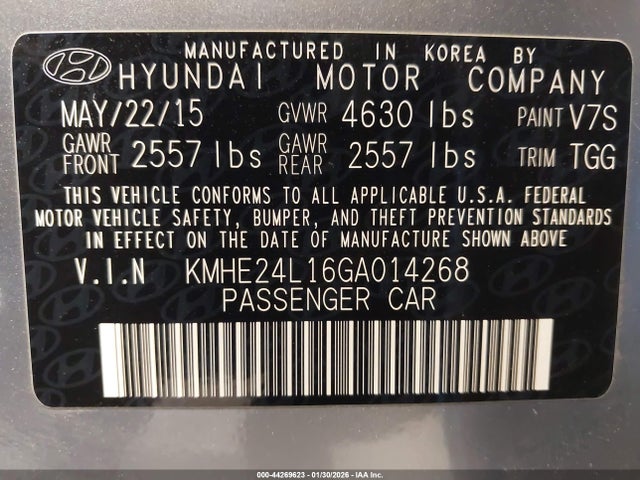 MANUFACTURED IN KOREA BY
HYUNDAI MOTOR COMPANY
MAY/22/15 GVWR 4630 lbs PAINT V7S
GAWR FRONT 2557 lbs GAWR REAR 2557 lbs TRIM TGG
THIS VEHICLE CONFORMS TO ALL APPLICABLE U.S.A. FEDERAL
MOTOR VEHICLE SAFETY, BUMPER, AND THEFT PREVENTION STANDARDS
IN EFFECT ON THE DATE OF MANUFACTURE SHOWN ABOVE
V.I.N KMHE24L16GA014268
PASSENGER CAR
000-44269623 - 01/30/2026 - IAA Inc.